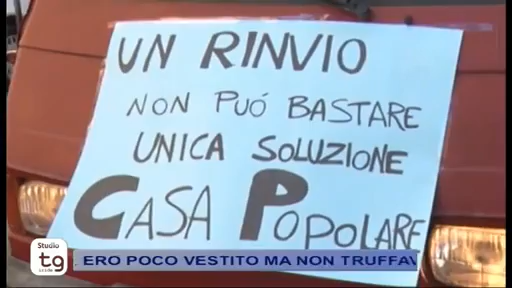 UN RINVIO
NON PUÓ BASTARE
UNICA SOLUZIONE
CASA POPOLARE
Studio
tg
ERO POCO VESTITO MA NON TRUFFAV